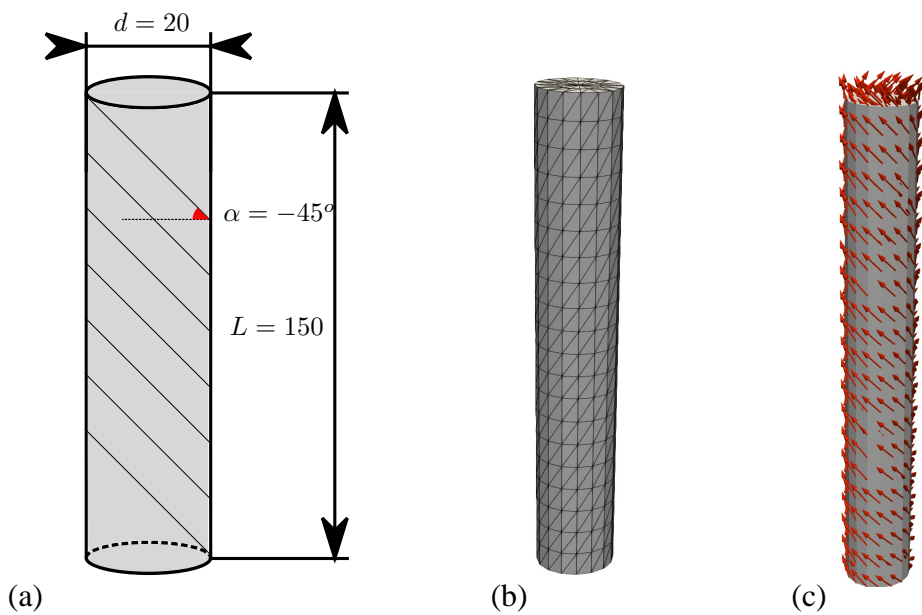 d = 20
α = −45°
L = 150
(a)
(b)
(c)